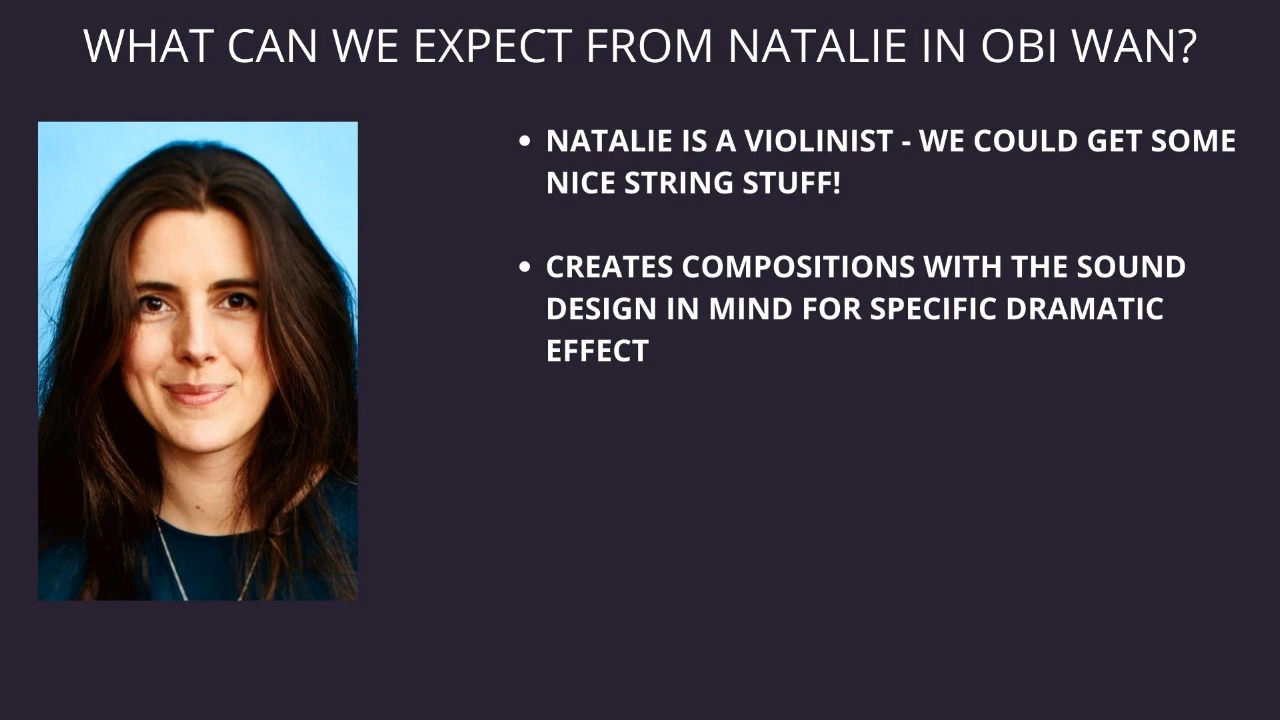 WHAT CAN WE EXPECT FROM NATALIE IN OBI WAN?
• NATALIE IS A VIOLINIST - WE COULD GET SOME
NICE STRING STUFF!
• CREATES COMPOSITIONS WITH THE SOUND
DESIGN IN MIND FOR SPECIFIC DRAMATIC
EFFECT